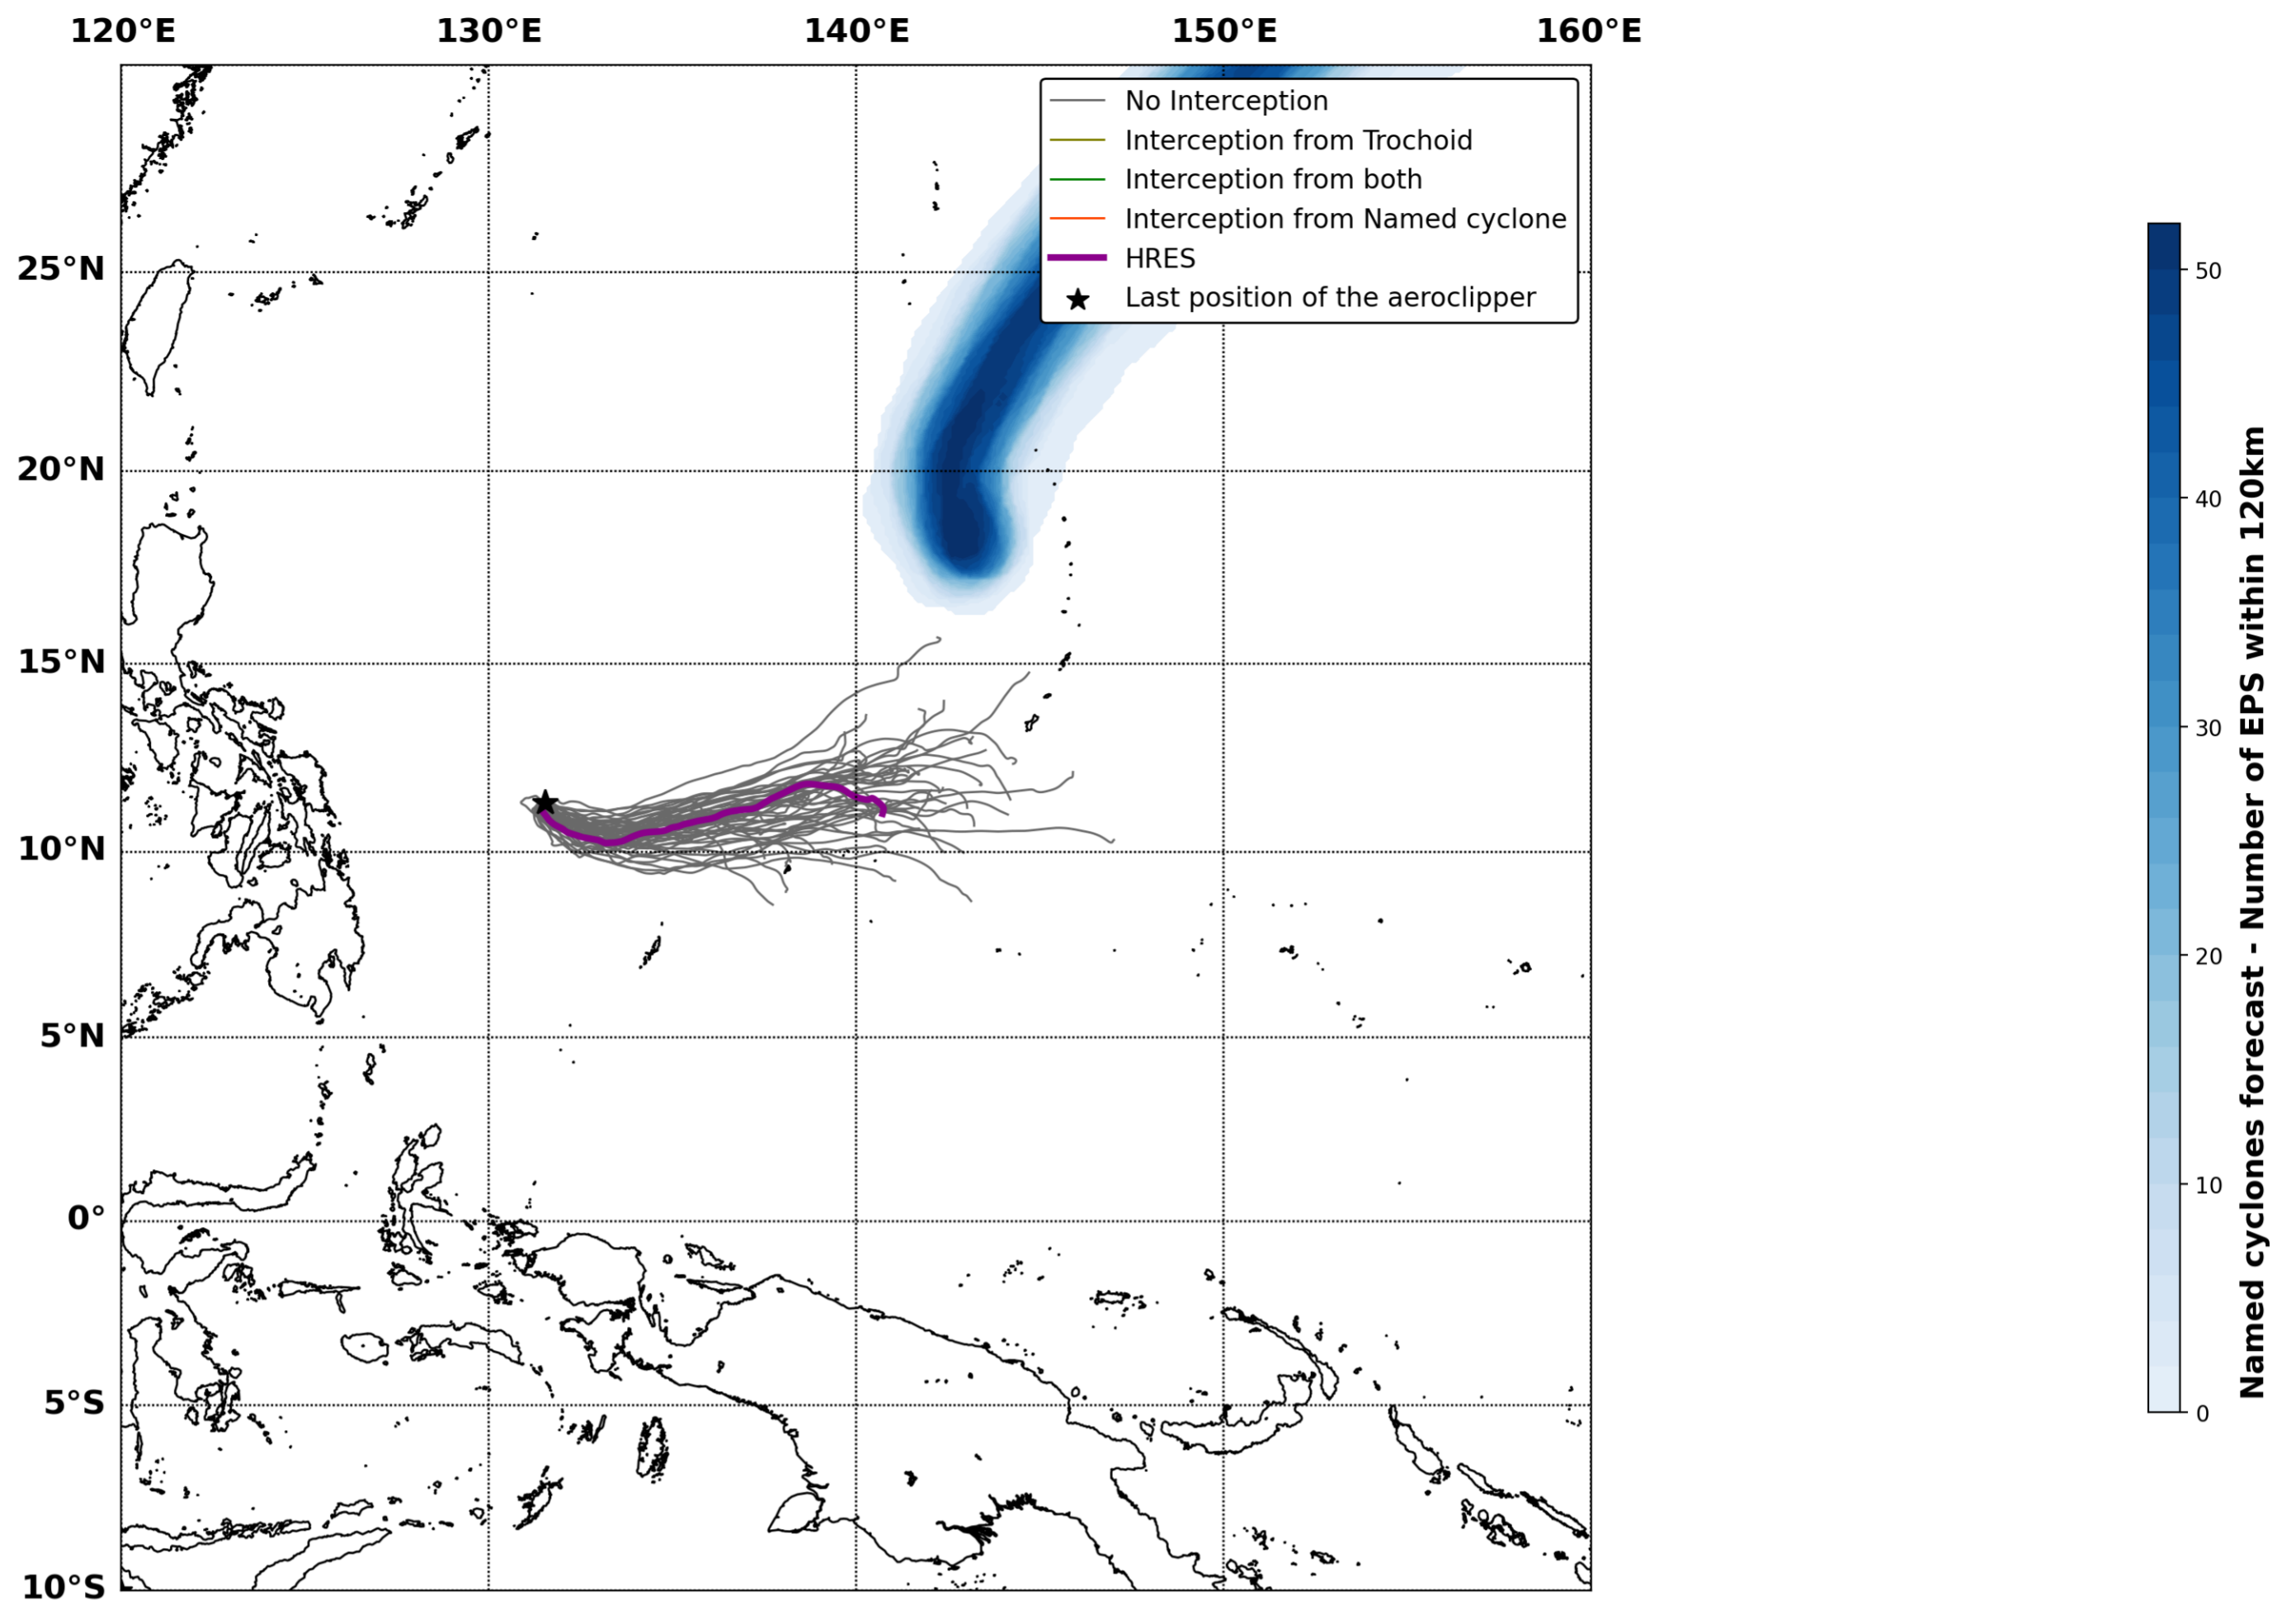 120°E 130°E 140°E 150°E 160°E
No Interception
Interception from Trochoid
Interception from both
Interception from Named cyclone
HRES
Last position of the aeroclipper
25°N
20°N
15°N
10°N
5°N
0°
5°S
10°S
50
40
30
20
10
0
Named cyclones forecast - Number of EPS within 120km